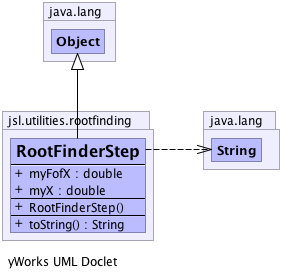 java.lang
Object
jsl.utilities.rootfinding
RootFinderStep
+ myFofX : double
+ myX : double
+ RootFinderStep()
+ toString() : String
java.lang
String
yWorks UML Doclet